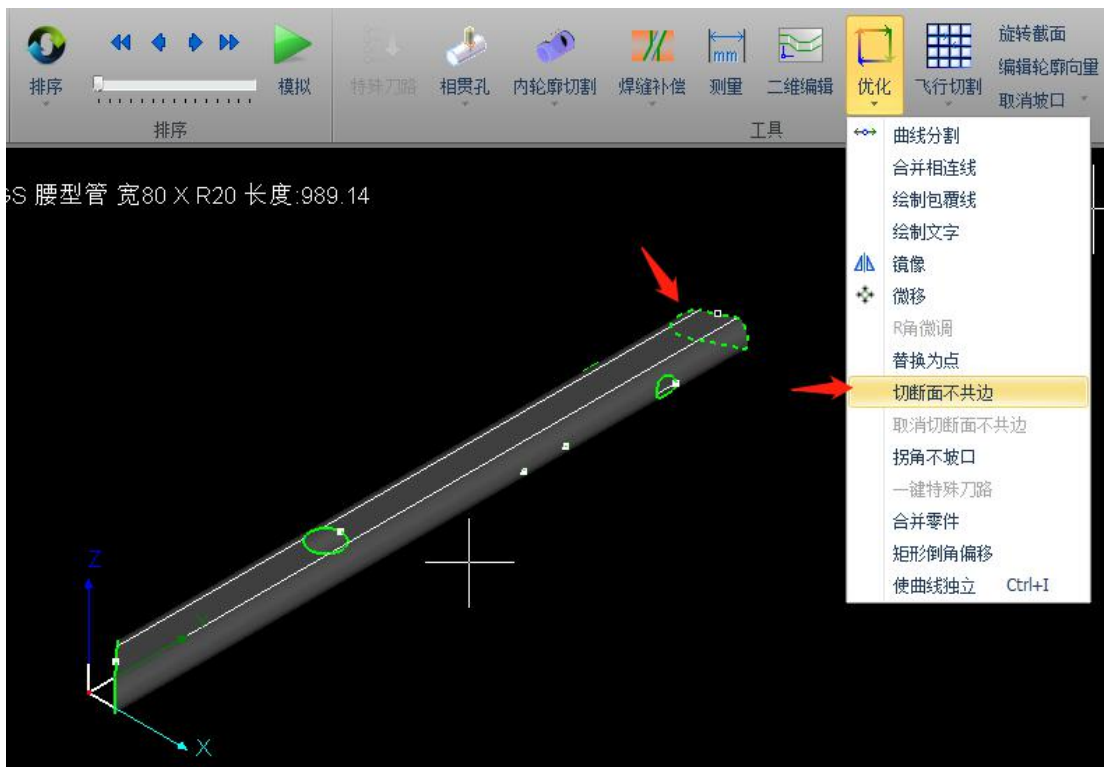 旋转截面
编辑轮廓向量
取消坡口
排序
模拟
特殊刀路
相贯孔
内轮廓切割
焊缝补偿
mm
测量
二维编辑
优化
飞行切割
排序
工具
曲线分割
合并相连线
绘制包覆线
绘制文字
镜像
微移
R角微调
替换为点
切断面不共边
取消切断面不共边
拐角不坡口
一键特殊刀路
合并零件
矩形倒角偏移
使曲线独立 Ctrl+I
GS 腰型管 宽80 X R20 长度:989.14
Z
Y
X